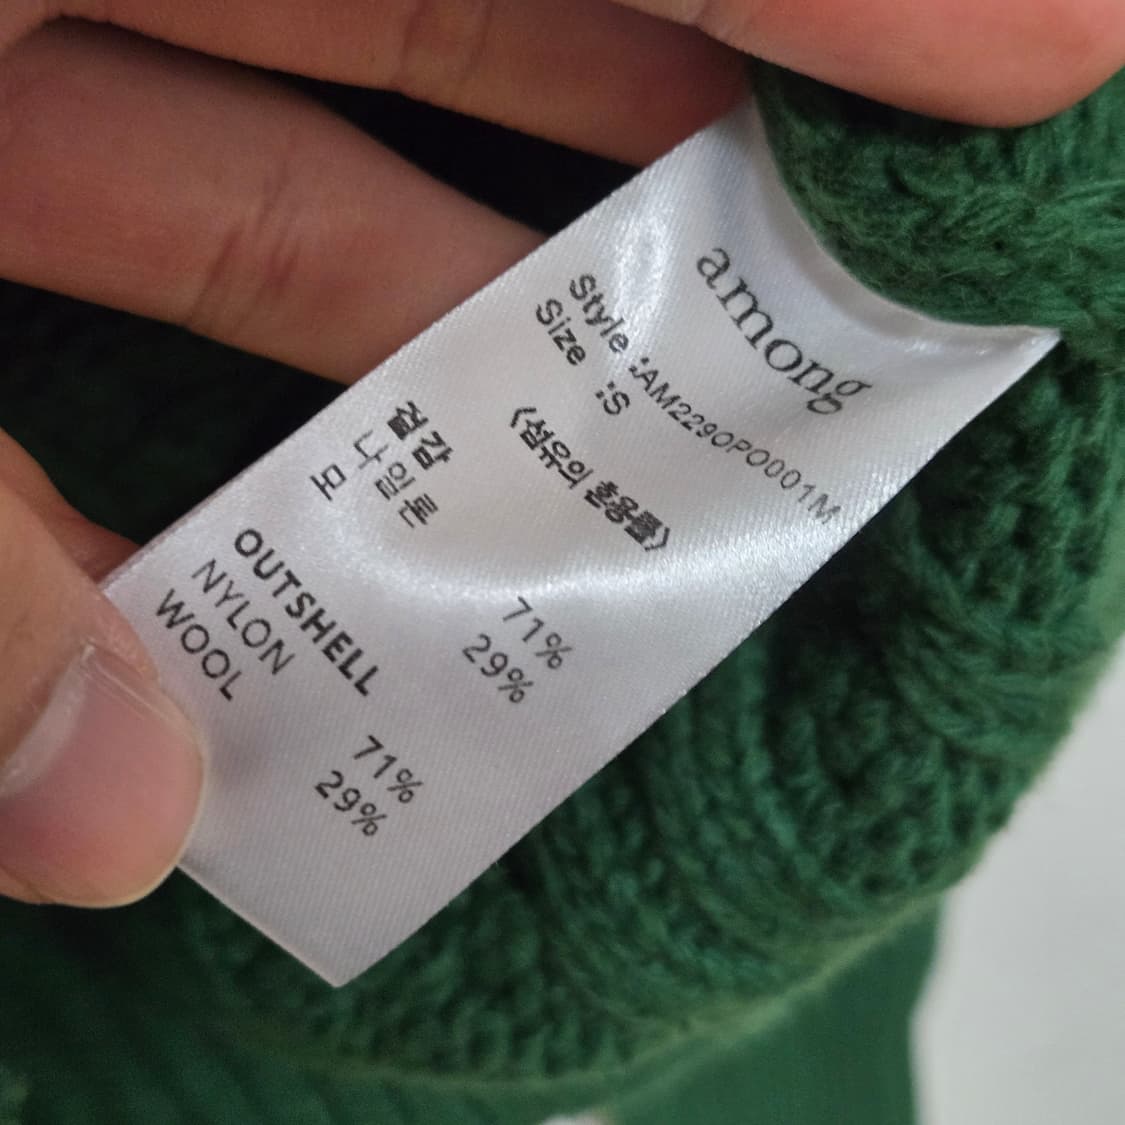 among
Style :AM229OPO001M
Size :S
〈섬유의 혼용률〉
겉감
나일론 71%
모 29%
OUTSHELL
NYLON 71%
WOOL 29%